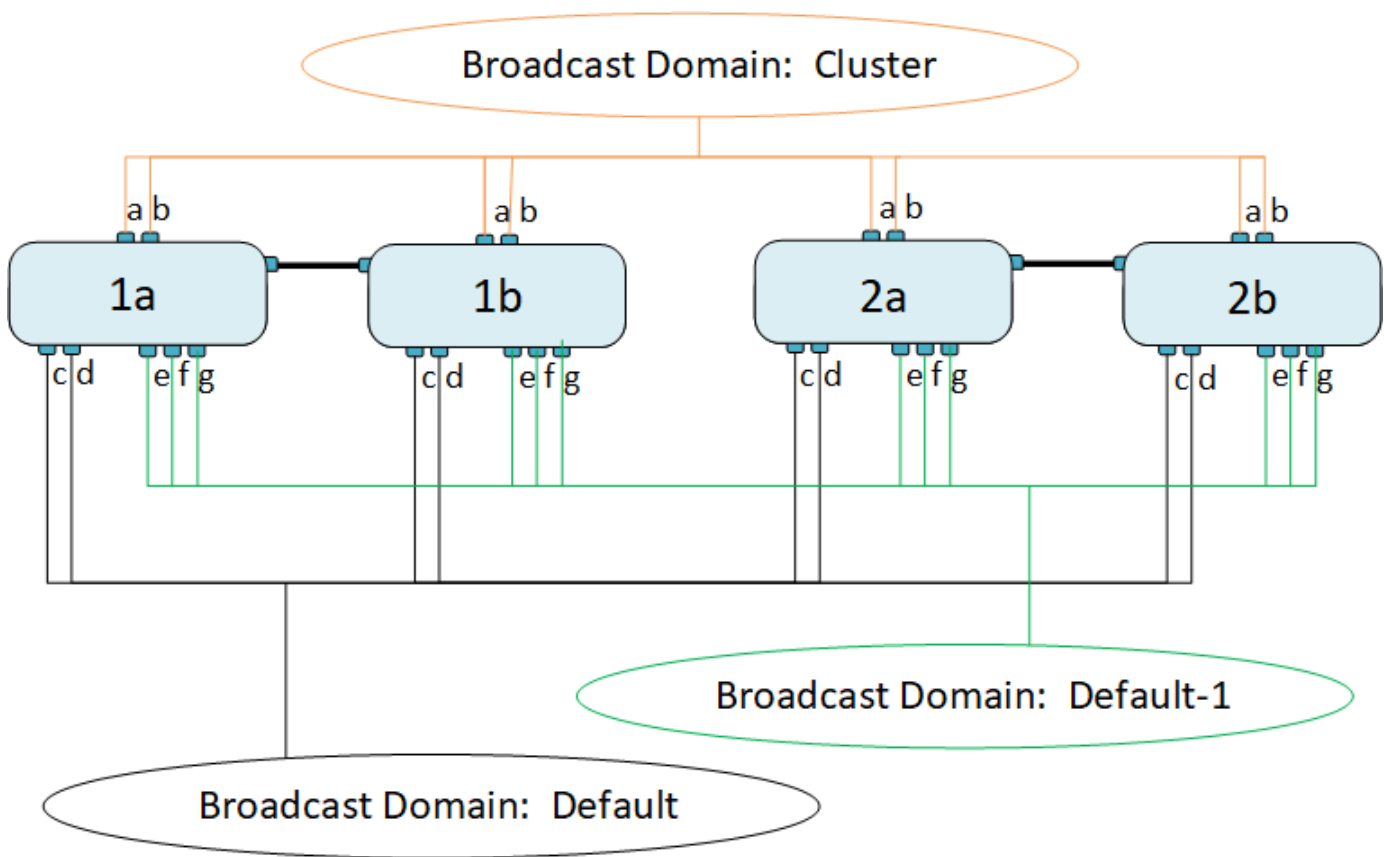 Broadcast Domain:  Cluster
a b
a b
a b
a b
1a
1b
2a
2b
c d
e f g
c d
e f g
c d
e f g
c d
e f g
Broadcast Domain:  Default-1
Broadcast Domain:  Default